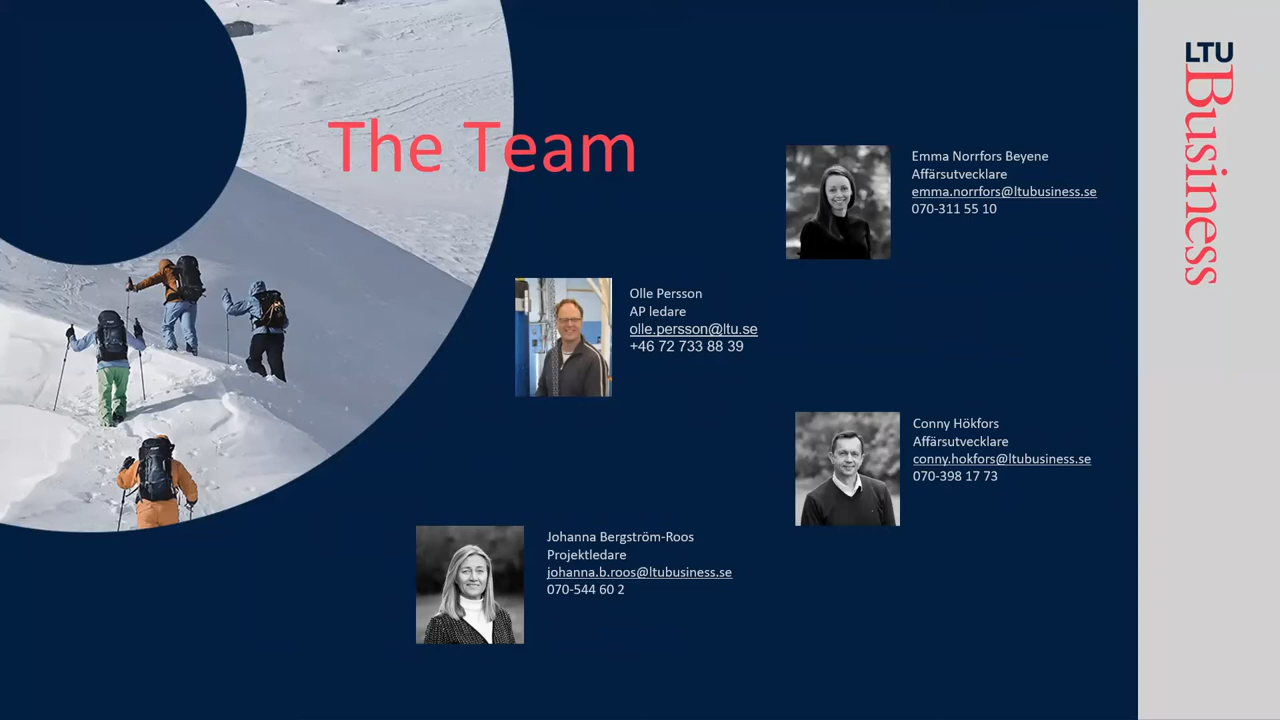 The Team
Emma Norrfors Beyene
Affärsutvecklare
emma.norrfors@ltubusiness.se
070-311 55 10
Olle Persson
AP ledare
olle.persson@ltu.se
+46 72 733 88 39
Conny Hökfors
Affärsutvecklare
conny.hokfors@ltubusiness.se
070-398 17 73
Johanna Bergström-Roos
Projektledare
johanna.b.roos@ltubusiness.se
070-544 60 2
LTU
Business